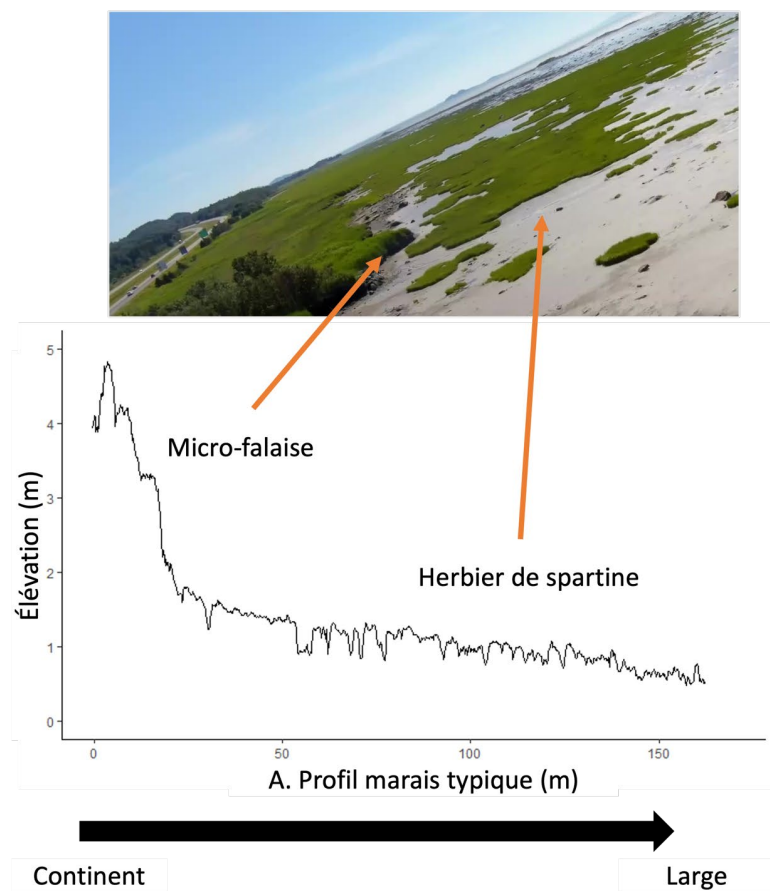 Micro-falaise
Herbier de spartine
Élévation (m)
5
4
3
2
1
0
0 50 100 150
A. Profil marais typique (m)
Continent Large